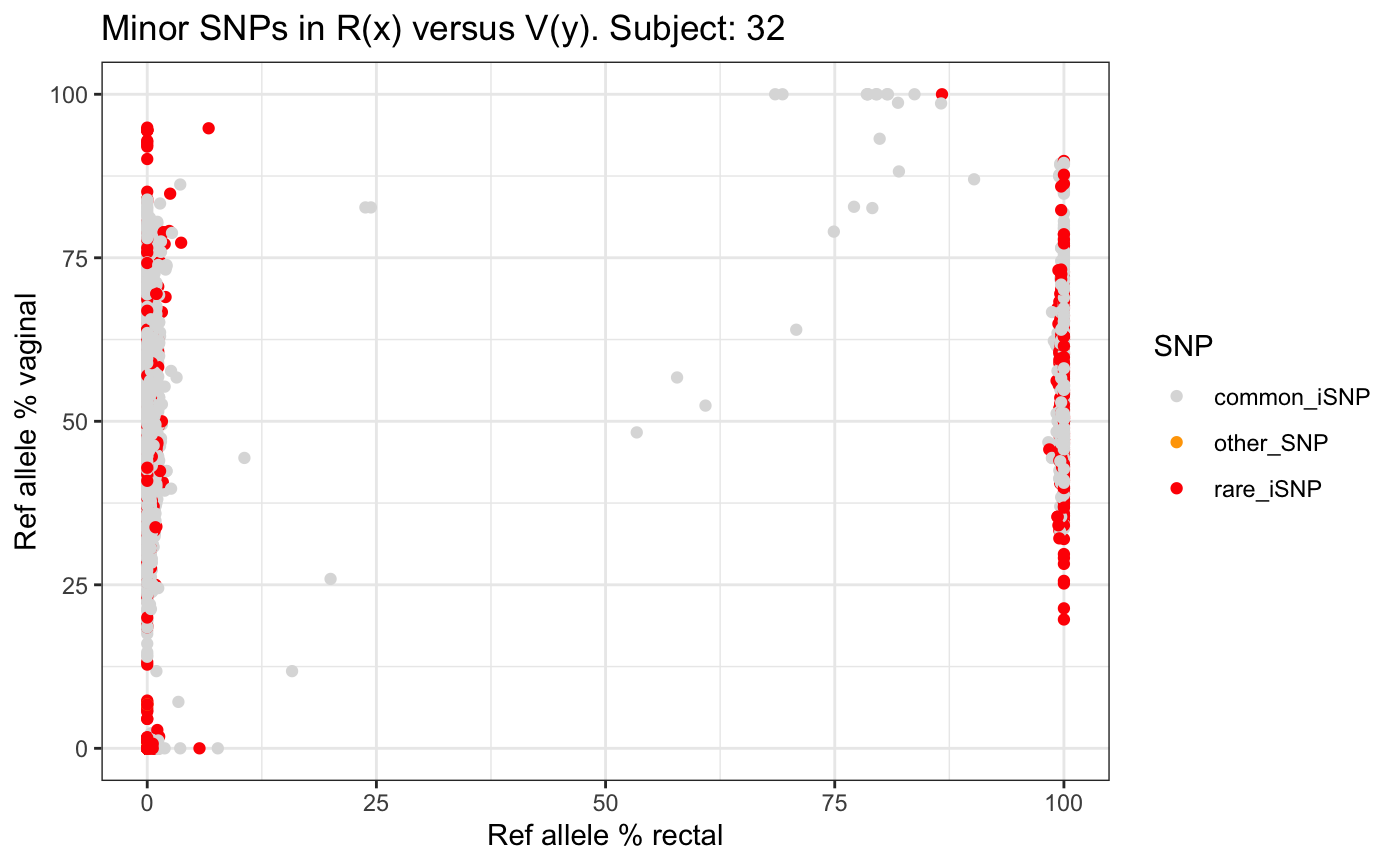 Minor SNPs in R(x) versus V(y). Subject: 32
Ref allele % vaginal
100
75
50
25
0
0 25 50 75 100
Ref allele % rectal
SNP
common_iSNP
other_SNP
rare_iSNP